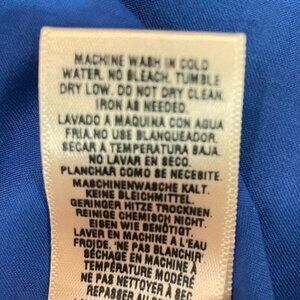 MACHINE WASH IN COLD
WATER. NO BLEACH. TUMBLE
DRY LOW. DO NOT DRY CLEAN.
IRON AS NEEDED.
LAVADO A MAQUINA CON AGUA
FRIA.NO USE BLANQUEADOR.
SECAR A TEMPERATURA BAJA.
NO LAVAR EN SECO.
PLANCHAR COMO BE NECESITE.
MASCHINENWASCHE KALT.
KEINE BLEICHMITTEL.
GERINGER HITZE TROCKNEN.
REINIGE CHEMISCH NICHT.
EISEN WIE BENÖTIGT.
LAVER EN MACHINE A L'EAU
FROIDE. 'NE PAS BLANCHIR'
SÉCHAGE EN MACHINE À
TEMPÉRATURE MODÉRÉ
NE PAS NETTOYER À SEC
REPASSER AU